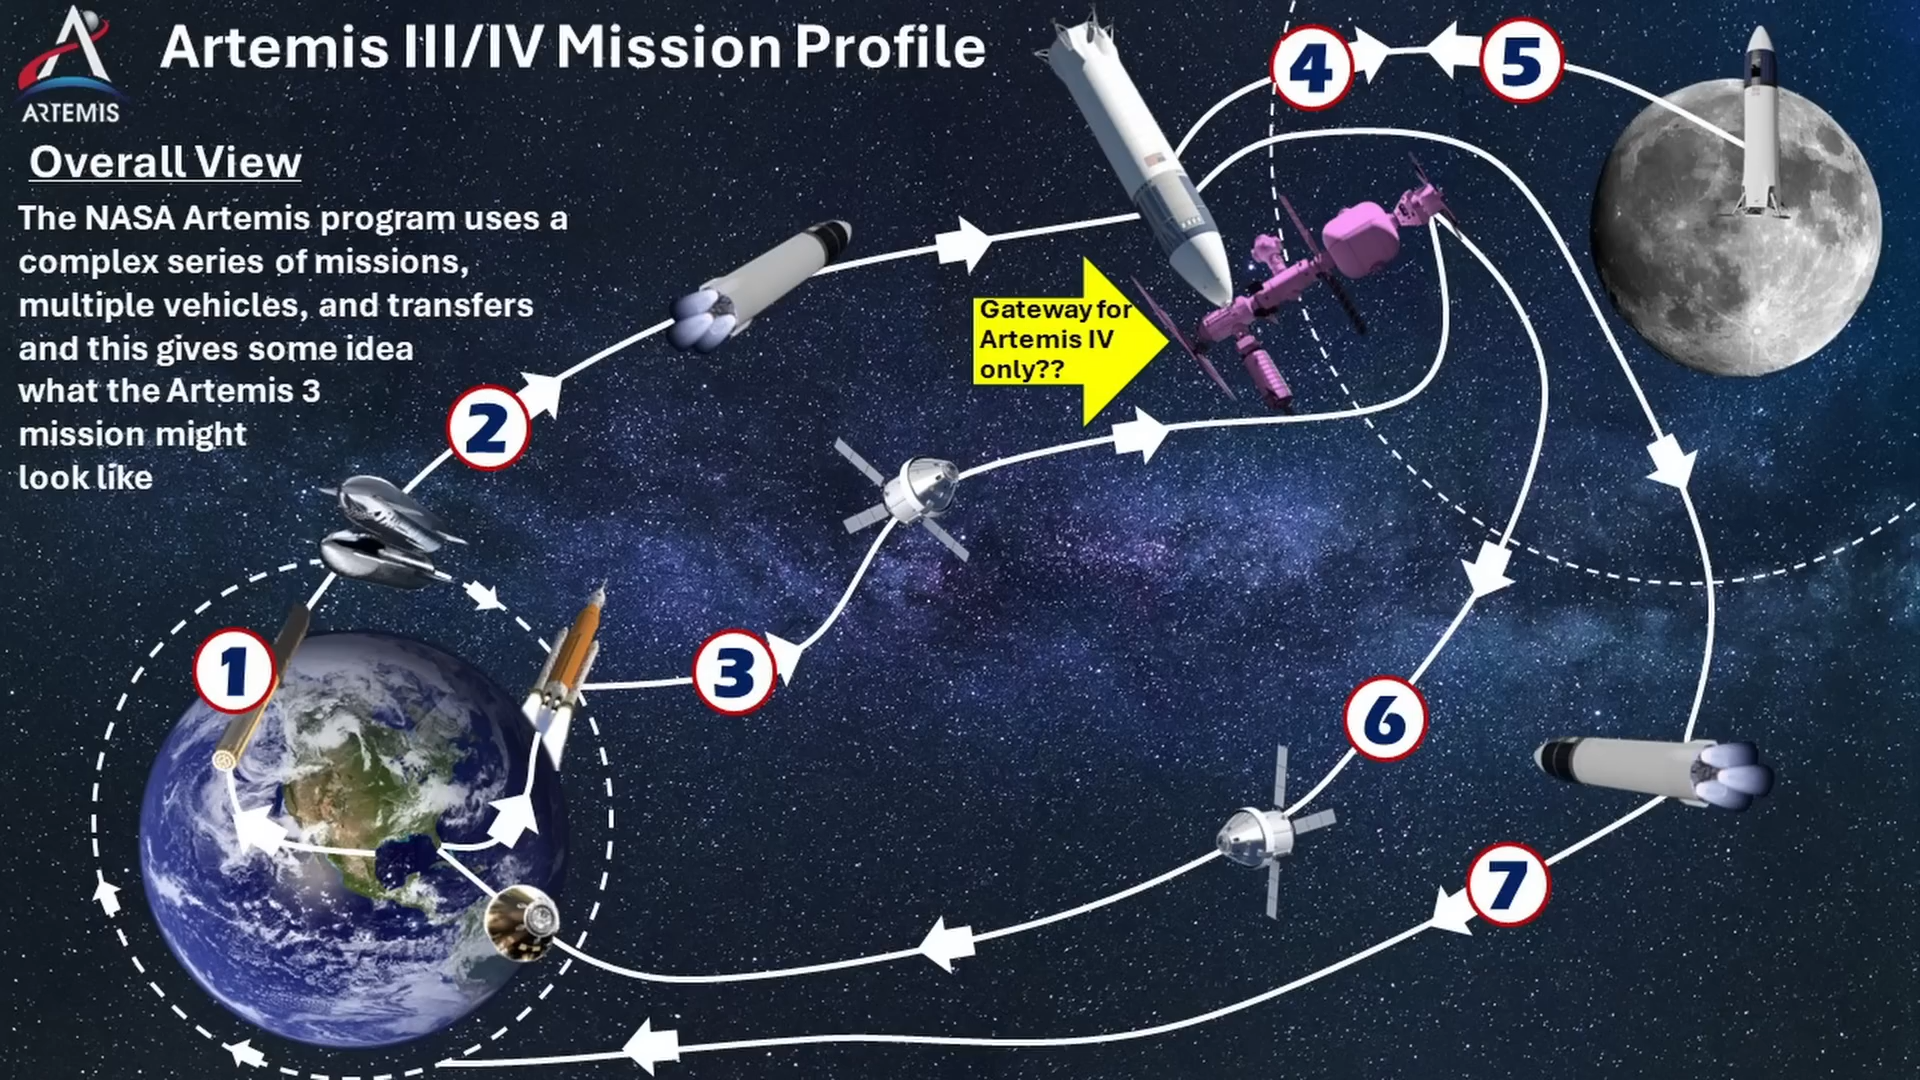 Artemis III/IV Mission Profile
ARTEMIS
Overall View
The NASA Artemis program uses a
complex series of missions,
multiple vehicles, and transfers
and this gives some idea
what the Artemis 3
mission might
look like
Gateway for
Artemis IV
only??
1
2
3
4
5
6
7